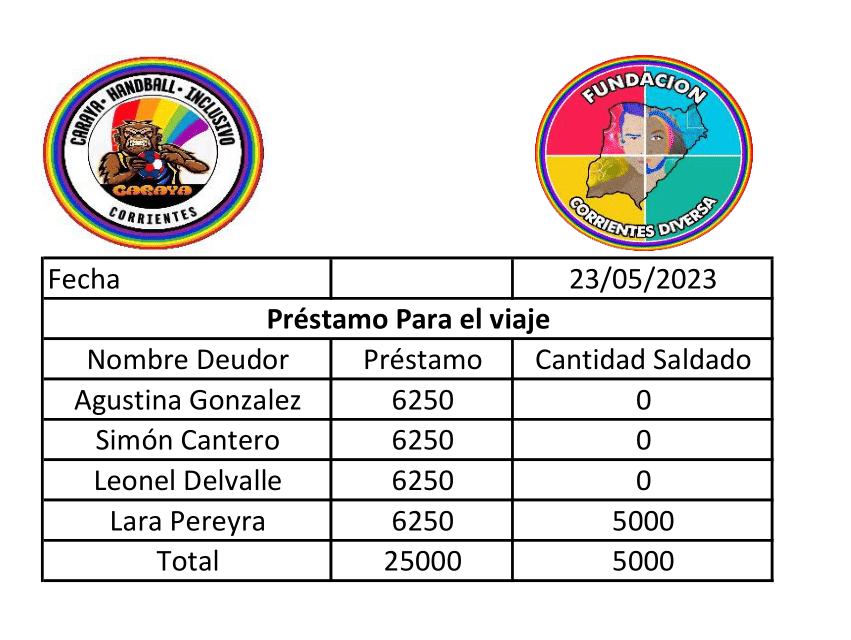 CARAYA • HANDBALL • INCLUSIVO
CARAYA
CORRIENTES
FUNDACION
CORRIENTES DIVERSA
Fecha 23/05/2023
Préstamo Para el viaje
Nombre Deudor Préstamo Cantidad Saldado
Agustina Gonzalez 6250 0
Simón Cantero 6250 0
Leonel Delvalle 6250 0
Lara Pereyra 6250 5000
Total 25000 5000